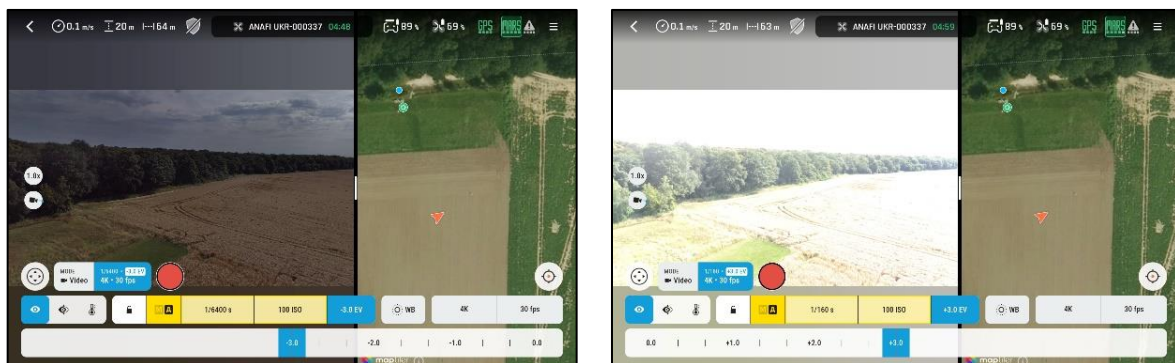 0.1 m/s 20 m 64 m ANAFI UKR-000337 04:48 89 % 69 % GPS
1.0x
MODE
Video
1/6400 • -3.0 EV
4K • 30 fps
A 1/6400 s 100 ISO -3.0 EV WB 4K 30 fps
-3.0 -2.0 -1.0 0.0
0.1 m/s 20 m 63 m ANAFI UKR-000337 04:59 89 % 69 % GPS
1.0x
MODE
Video
1/160 • +3.0 EV
4K • 30 fps
A 1/160 s 100 ISO +3.0 EV WB 4K 30 fps
0.0 +1.0 +2.0 +3.0